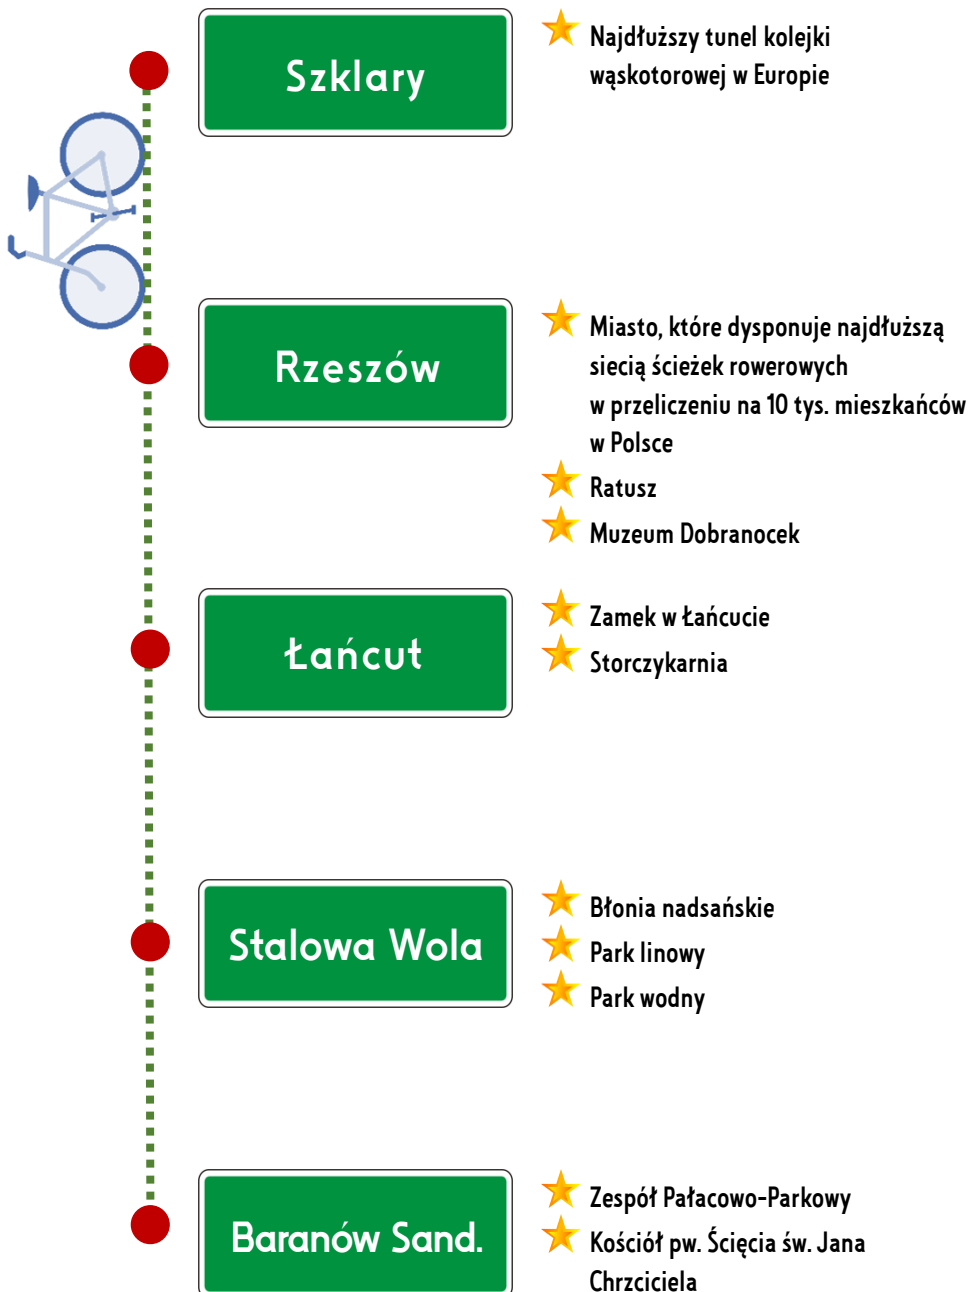 Szklary
Najdłuższy tunel kolejki
wąskotorowej w Europie
Rzeszów
Miasto, które dysponuje najdłuższą
siecią ścieżek rowerowych
w przeliczeniu na 10 tys. mieszkańców
w Polsce
Ratusz
Muzeum Dobranocek
Łańcut
Zamek w Łańcucie
Storczykarnia
Stalowa Wola
Błonia nadsańskie
Park linowy
Park wodny
Baranów Sand.
Zespół Pałacowo-Parkowy
Kościół pw. Ścięcia św. Jana
Chrzciciela